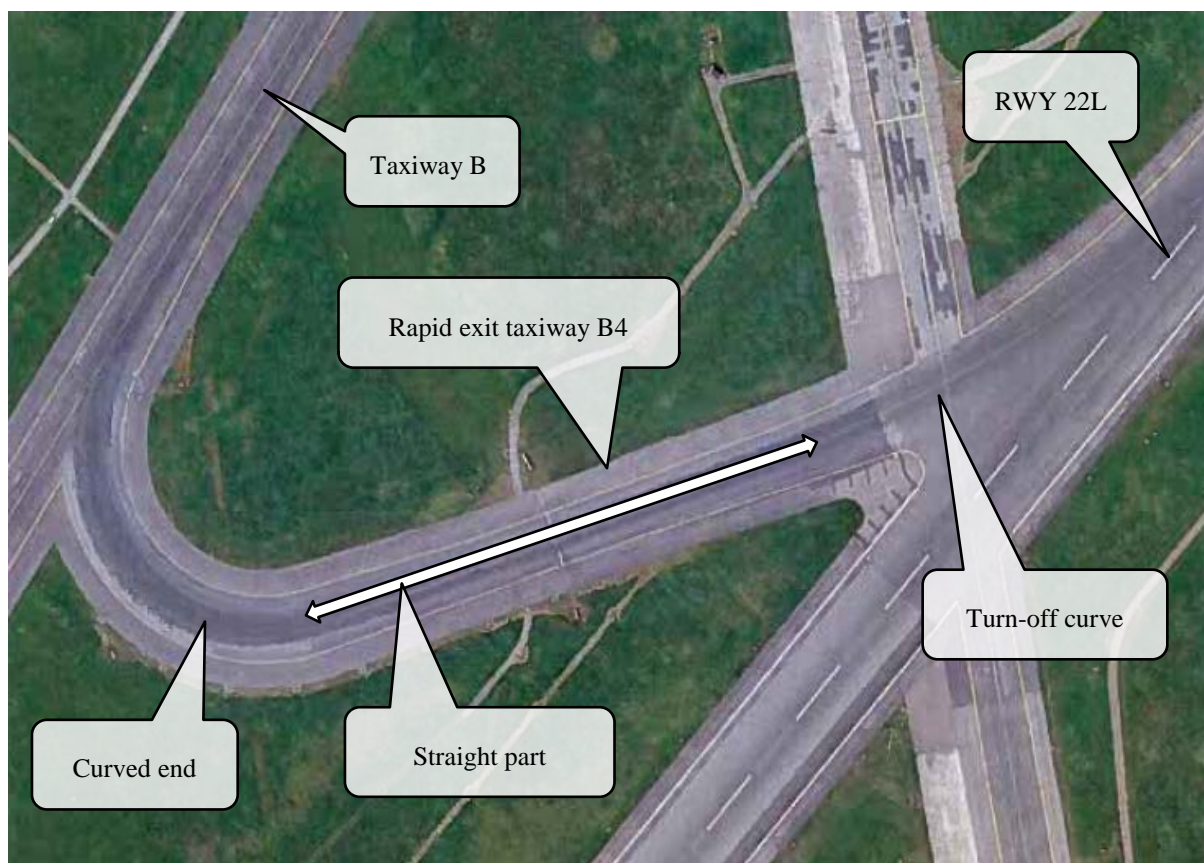 RWY 22L
Taxiway B
Rapid exit taxiway B4
Turn-off curve
Straight part
Curved end